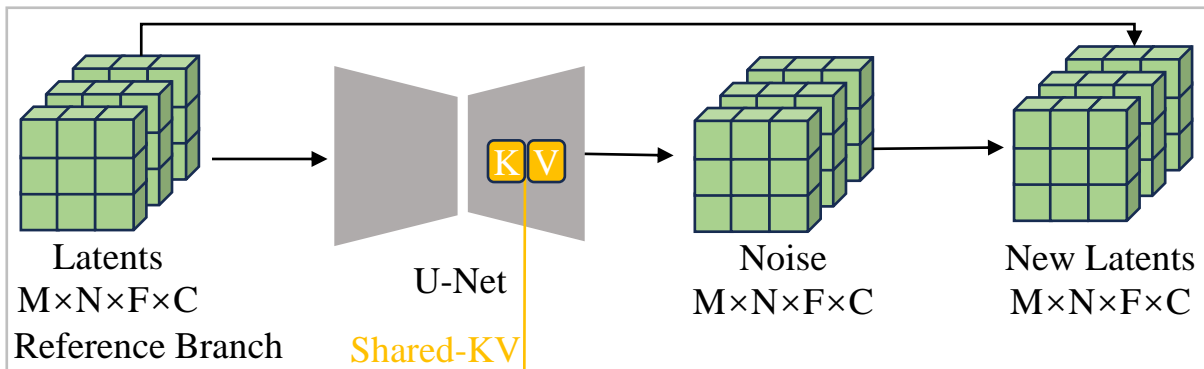 K V
Latents
M×N×F×C
Reference Branch
U-Net
Shared-KV
Noise
M×N×F×C
New Latents
M×N×F×C